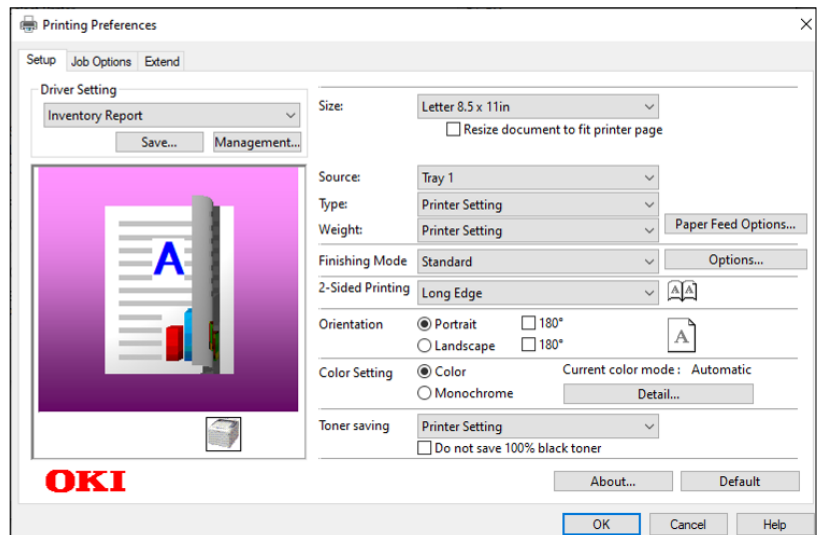 Printing Preferences
Setup Job Options Extend
Driver Setting
Inventory Report
Save... Management...
A
OKI
Size: Letter 8.5 x 11in
Resize document to fit printer page
Source: Tray 1
Type: Printer Setting
Weight: Printer Setting Paper Feed Options...
Finishing Mode Standard Options...
2-Sided Printing Long Edge A A
Orientation Portrait 180°
Landscape 180° A
Color Setting Color Current color mode : Automatic
Monochrome Detail...
Toner saving Printer Setting
Do not save 100% black toner
About... Default
OK Cancel Help